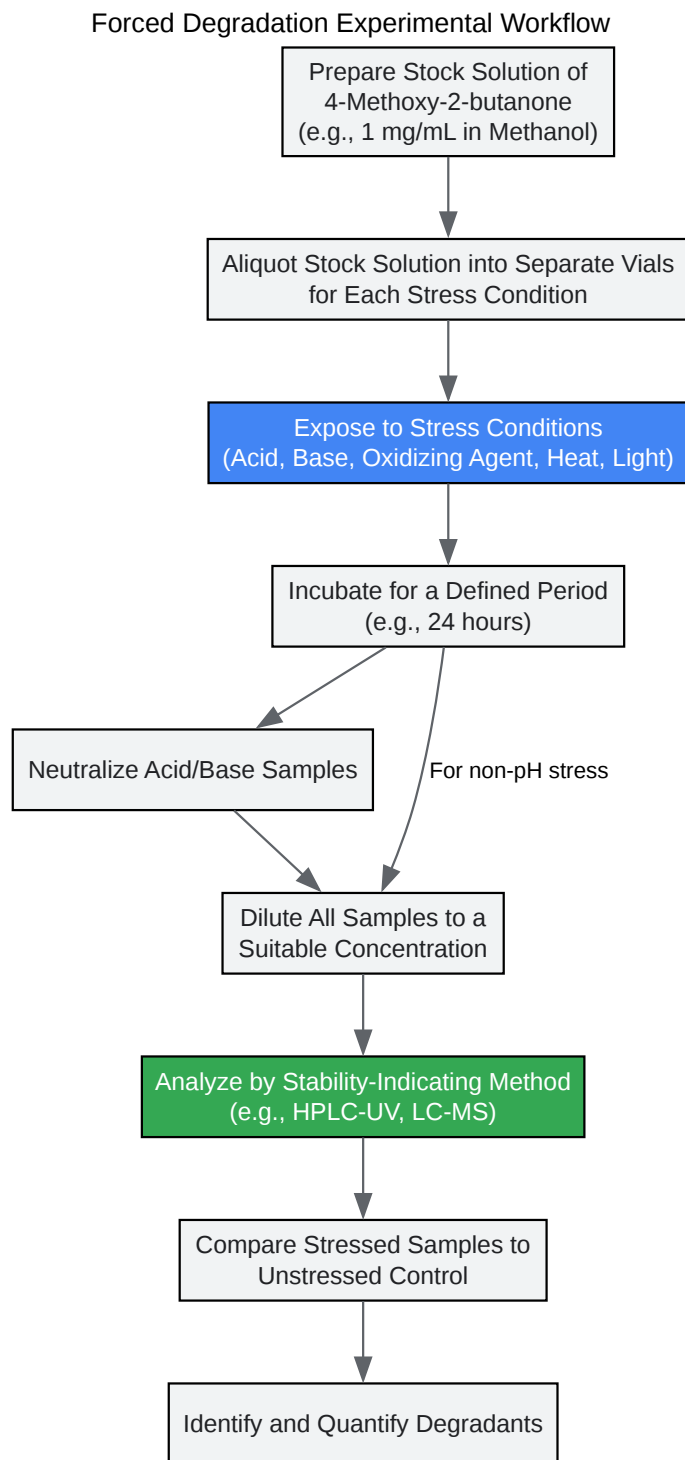 Forced Degradation Experimental Workflow
Prepare Stock Solution of
4-Methoxy-2-butanone
(e.g., 1 mg/mL in Methanol)
Aliquot Stock Solution into Separate Vials
for Each Stress Condition
Expose to Stress Conditions
(Acid, Base, Oxidizing Agent, Heat, Light)
Incubate for a Defined Period
(e.g., 24 hours)
Neutralize Acid/Base Samples
For non-pH stress
Dilute All Samples to a
Suitable Concentration
Analyze by Stability-Indicating Method
(e.g., HPLC-UV, LC-MS)
Compare Stressed Samples to
Unstressed Control
Identify and Quantify Degradants